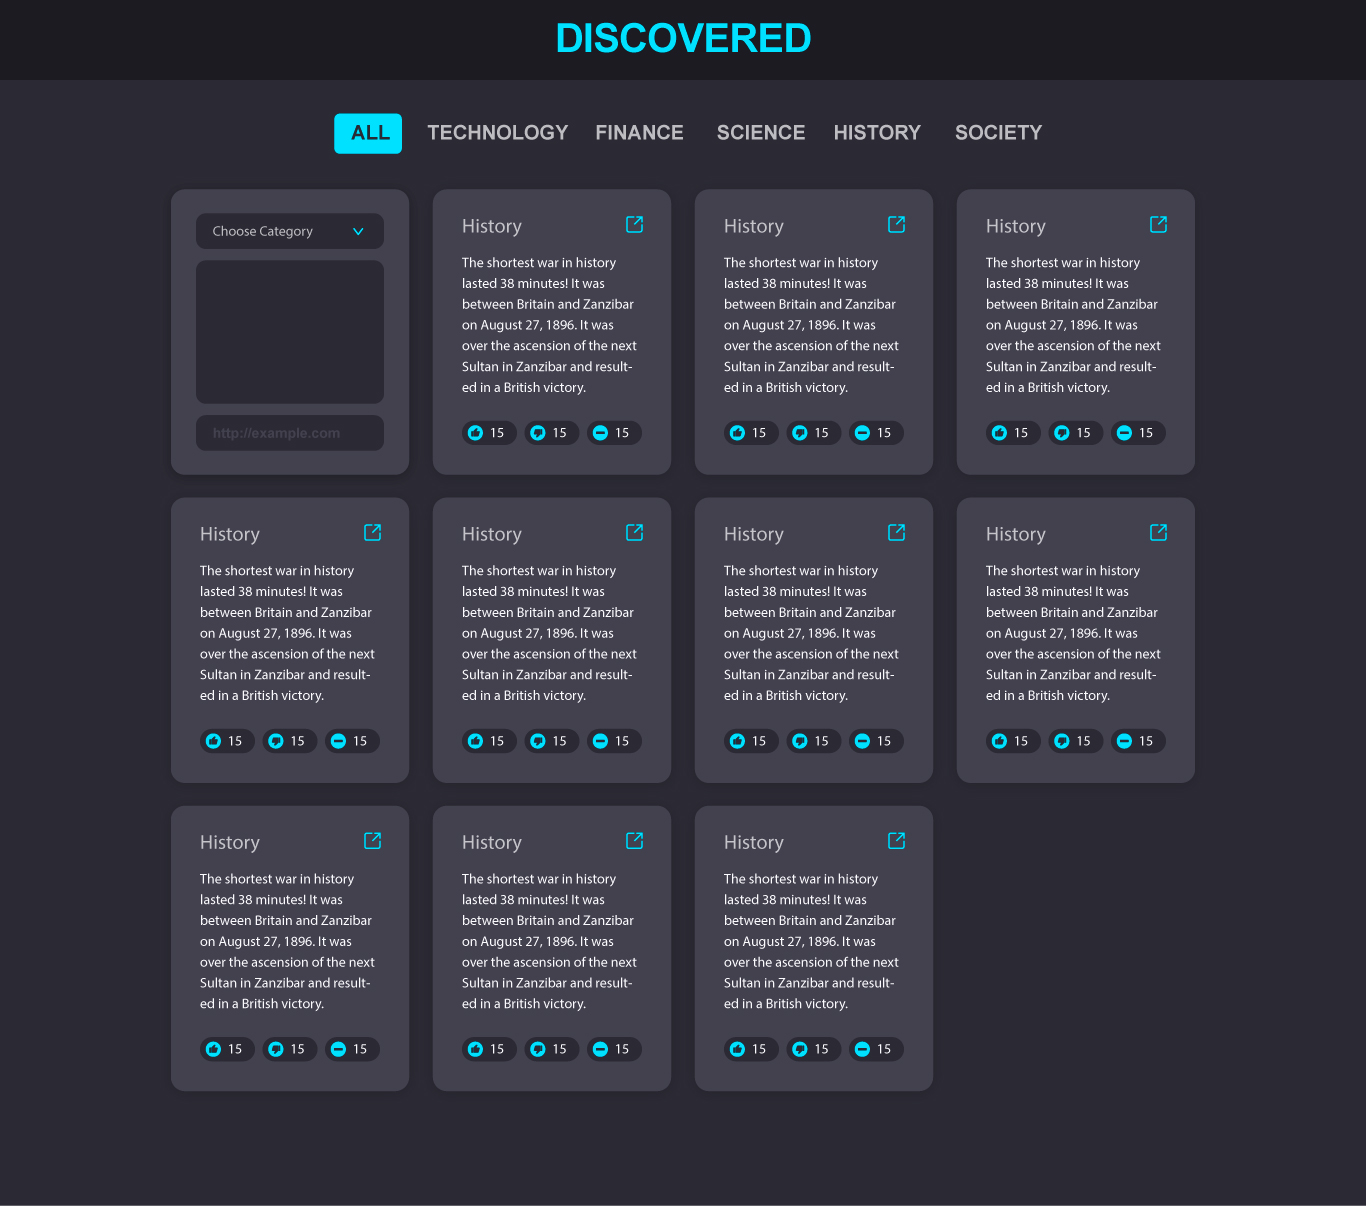 DISCOVERED
ALL TECHNOLOGY FINANCE SCIENCE HISTORY SOCIETY
Choose Category
http://example.com
History
The shortest war in history
lasted 38 minutes! It was
between Britain and Zanzibar
on August 27, 1896. It was
over the ascension of the next
Sultan in Zanzibar and result-
ed in a British victory.
15 15 15
History
The shortest war in history
lasted 38 minutes! It was
between Britain and Zanzibar
on August 27, 1896. It was
over the ascension of the next
Sultan in Zanzibar and result-
ed in a British victory.
15 15 15
History
The shortest war in history
lasted 38 minutes! It was
between Britain and Zanzibar
on August 27, 1896. It was
over the ascension of the next
Sultan in Zanzibar and result-
ed in a British victory.
15 15 15
History
The shortest war in history
lasted 38 minutes! It was
between Britain and Zanzibar
on August 27, 1896. It was
over the ascension of the next
Sultan in Zanzibar and result-
ed in a British victory.
15 15 15
History
The shortest war in history
lasted 38 minutes! It was
between Britain and Zanzibar
on August 27, 1896. It was
over the ascension of the next
Sultan in Zanzibar and result-
ed in a British victory.
15 15 15
History
The shortest war in history
lasted 38 minutes! It was
between Britain and Zanzibar
on August 27, 1896. It was
over the ascension of the next
Sultan in Zanzibar and result-
ed in a British victory.
15 15 15
History
The shortest war in history
lasted 38 minutes! It was
between Britain and Zanzibar
on August 27, 1896. It was
over the ascension of the next
Sultan in Zanzibar and result-
ed in a British victory.
15 15 15
History
The shortest war in history
lasted 38 minutes! It was
between Britain and Zanzibar
on August 27, 1896. It was
over the ascension of the next
Sultan in Zanzibar and result-
ed in a British victory.
15 15 15
History
The shortest war in history
lasted 38 minutes! It was
between Britain and Zanzibar
on August 27, 1896. It was
over the ascension of the next
Sultan in Zanzibar and result-
ed in a British victory.
15 15 15
History
The shortest war in history
lasted 38 minutes! It was
between Britain and Zanzibar
on August 27, 1896. It was
over the ascension of the next
Sultan in Zanzibar and result-
ed in a British victory.
15 15 15